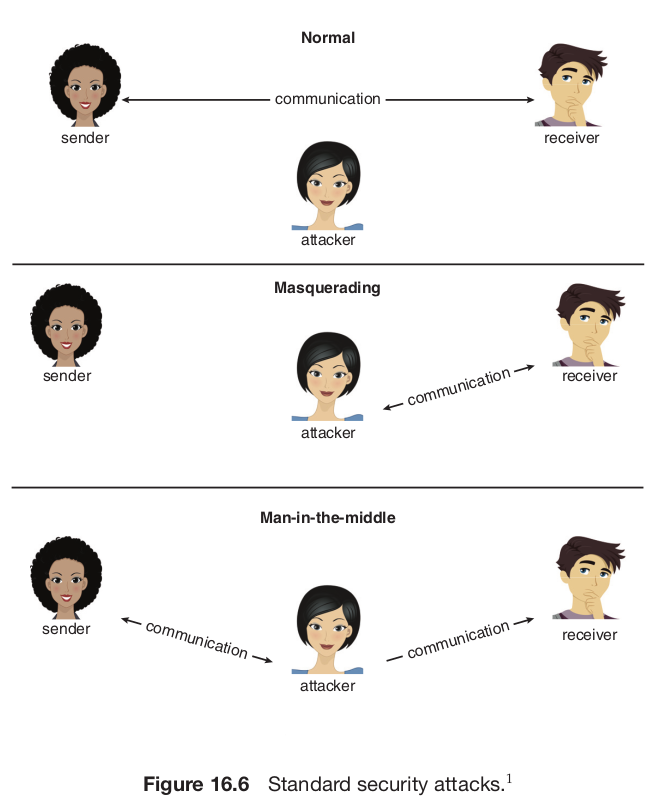 Normal
communication
sender
receiver
attacker
Masquerading
communication
sender
receiver
attacker
Man-in-the-middle
communication
communication
sender
receiver
attacker
Figure 16.6 Standard security attacks.1